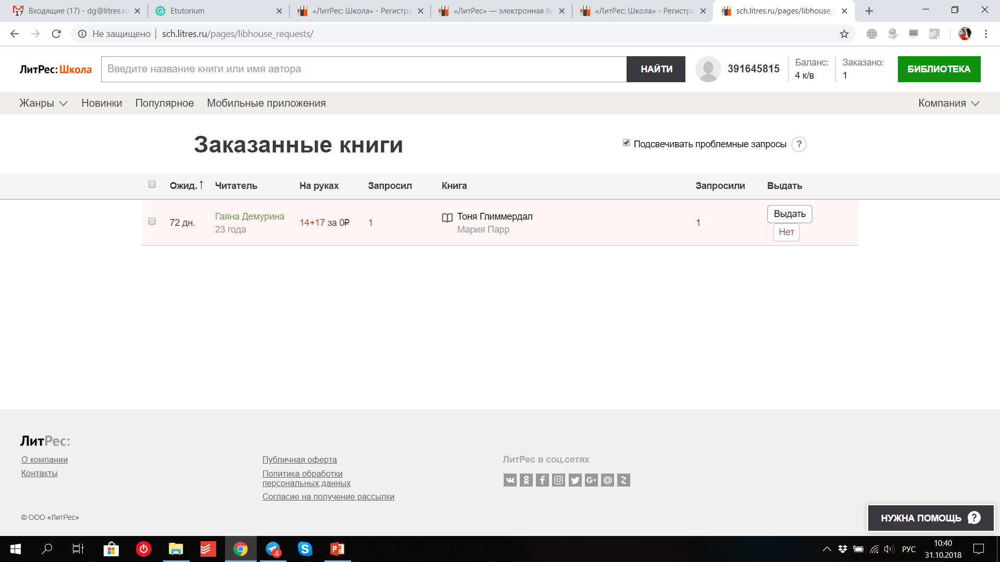 Входящие (17) - dg@litres.ru
Etutorium
«ЛитРес: Школа» - Регистра
«ЛитРес» — электронная би
«ЛитРес: Школа» - Регистра
sch.litres.ru/pages/libhouse_r
Не защищено | sch.litres.ru/pages/libhouse_requests/
ЛитРес: Школа
Введите название книги или имя автора
НАЙТИ
391645815
Баланс:
4 к/в
Заказано:
1
БИБЛИОТЕКА
Жанры
Новинки
Популярное
Мобильные приложения
Компания
Заказанные книги
Подсвечивать проблемные запросы ?
Ожид.↑ Читатель На руках Запросил Книга Запросили Выдать
72 дн.
Гаяна Демурина
23 года
14+17 за 0₽
1
Тоня Глиммердал
Мария Парр
1
Выдать
Нет
ЛитРес:
О компании
Контакты
Публичная оферта
Политика обработки
персональных данных
Согласие на получение рассылки
ЛитРес в соц.сетях
© ООО «ЛитРес»
НУЖНА ПОМОЩЬ ?
4
РУС
10:40
31.10.2018